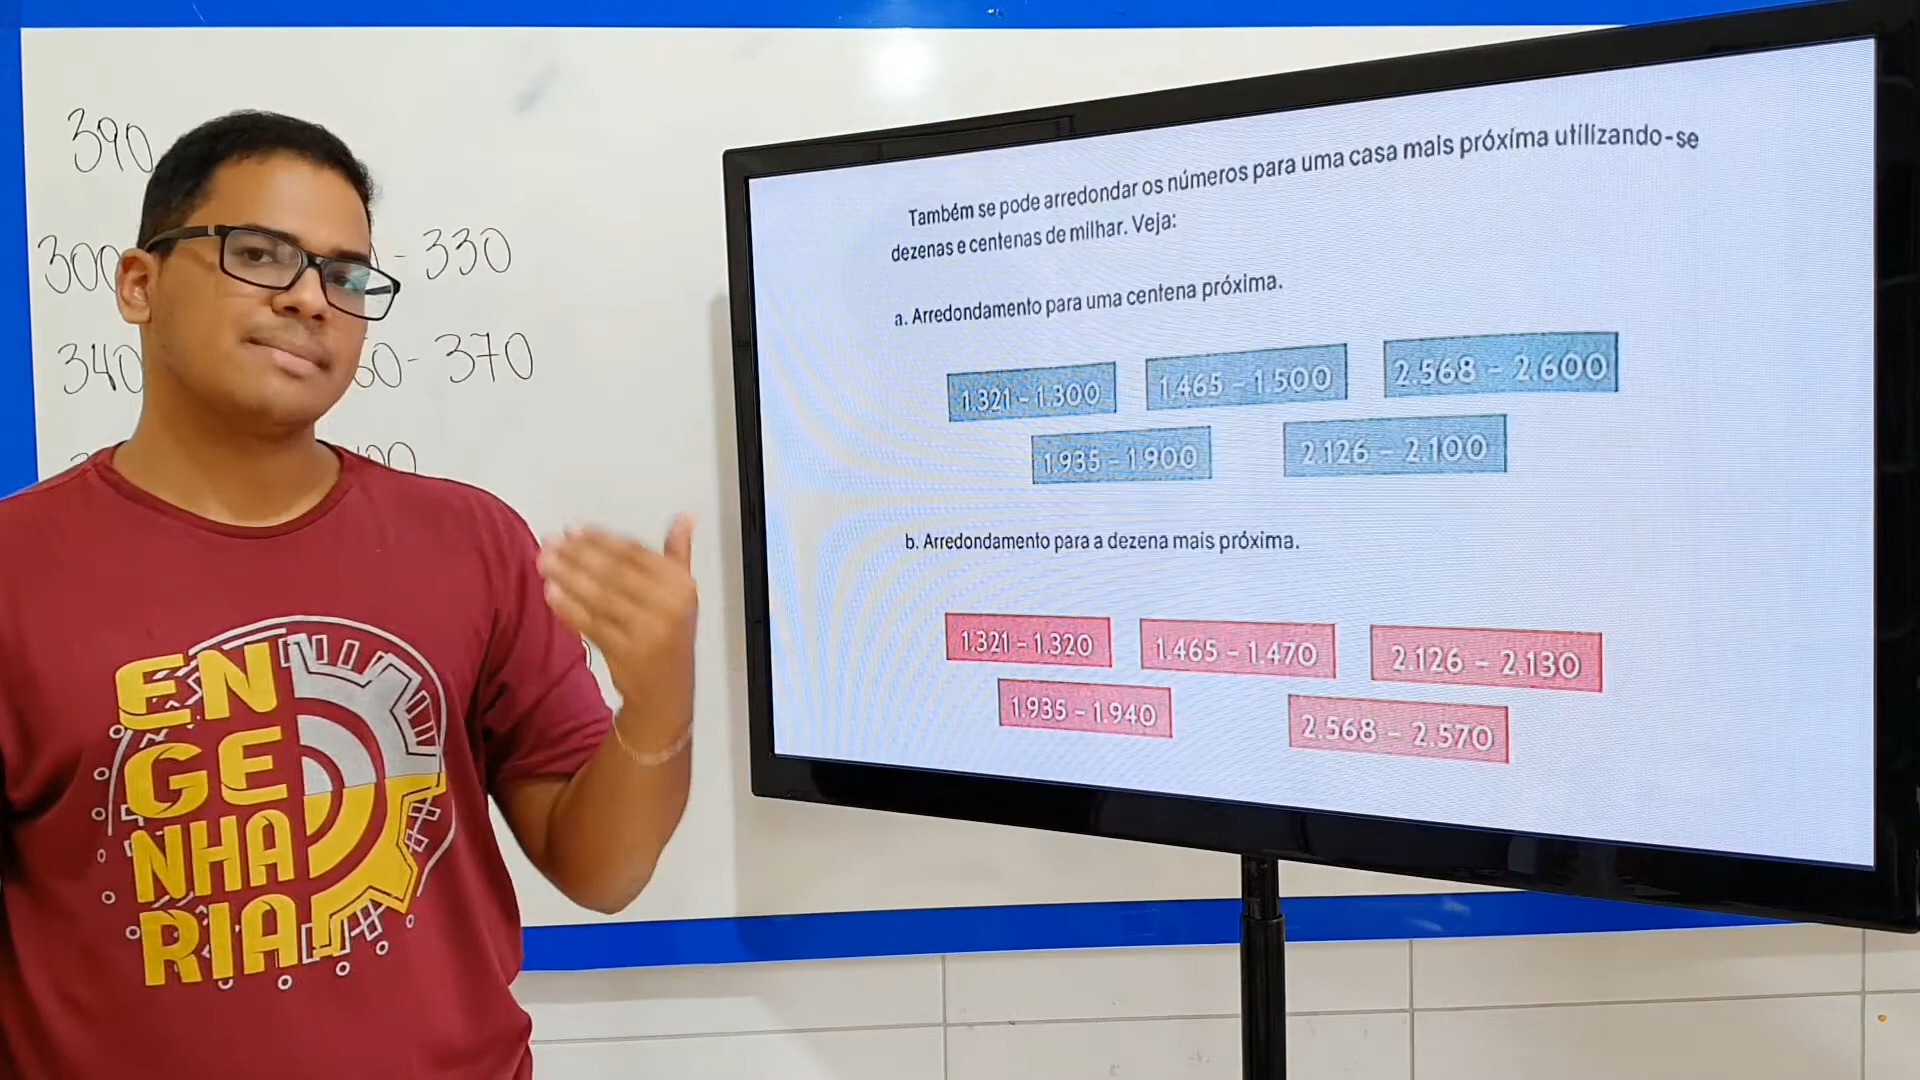 390
300 - 330
340 60 - 370
Também se pode arredondar os números para uma casa mais próxima utilizando-se
dezenas e centenas de milhar. Veja:
a. Arredondamento para uma centena próxima.
1.321 - 1.300 1.465 - 1.500 2.568 - 2.600
1.935 - 1.900 2.126 - 2.100
b. Arredondamento para a dezena mais próxima.
1.321 - 1.320 1.465 - 1.470 2.126 - 2.130
1.935 - 1.940 2.568 - 2.570
EN
GE
NHA
RIA